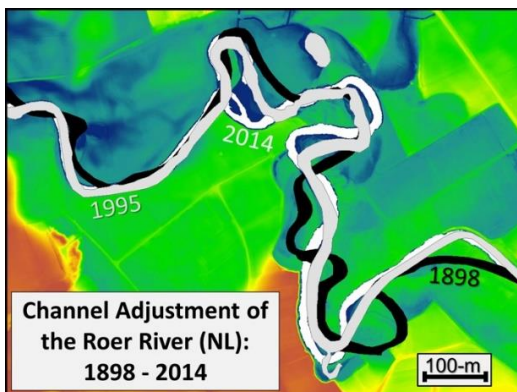 2014
1995
1898
Channel Adjustment of
the Roer River (NL):
1898 - 2014
100-m